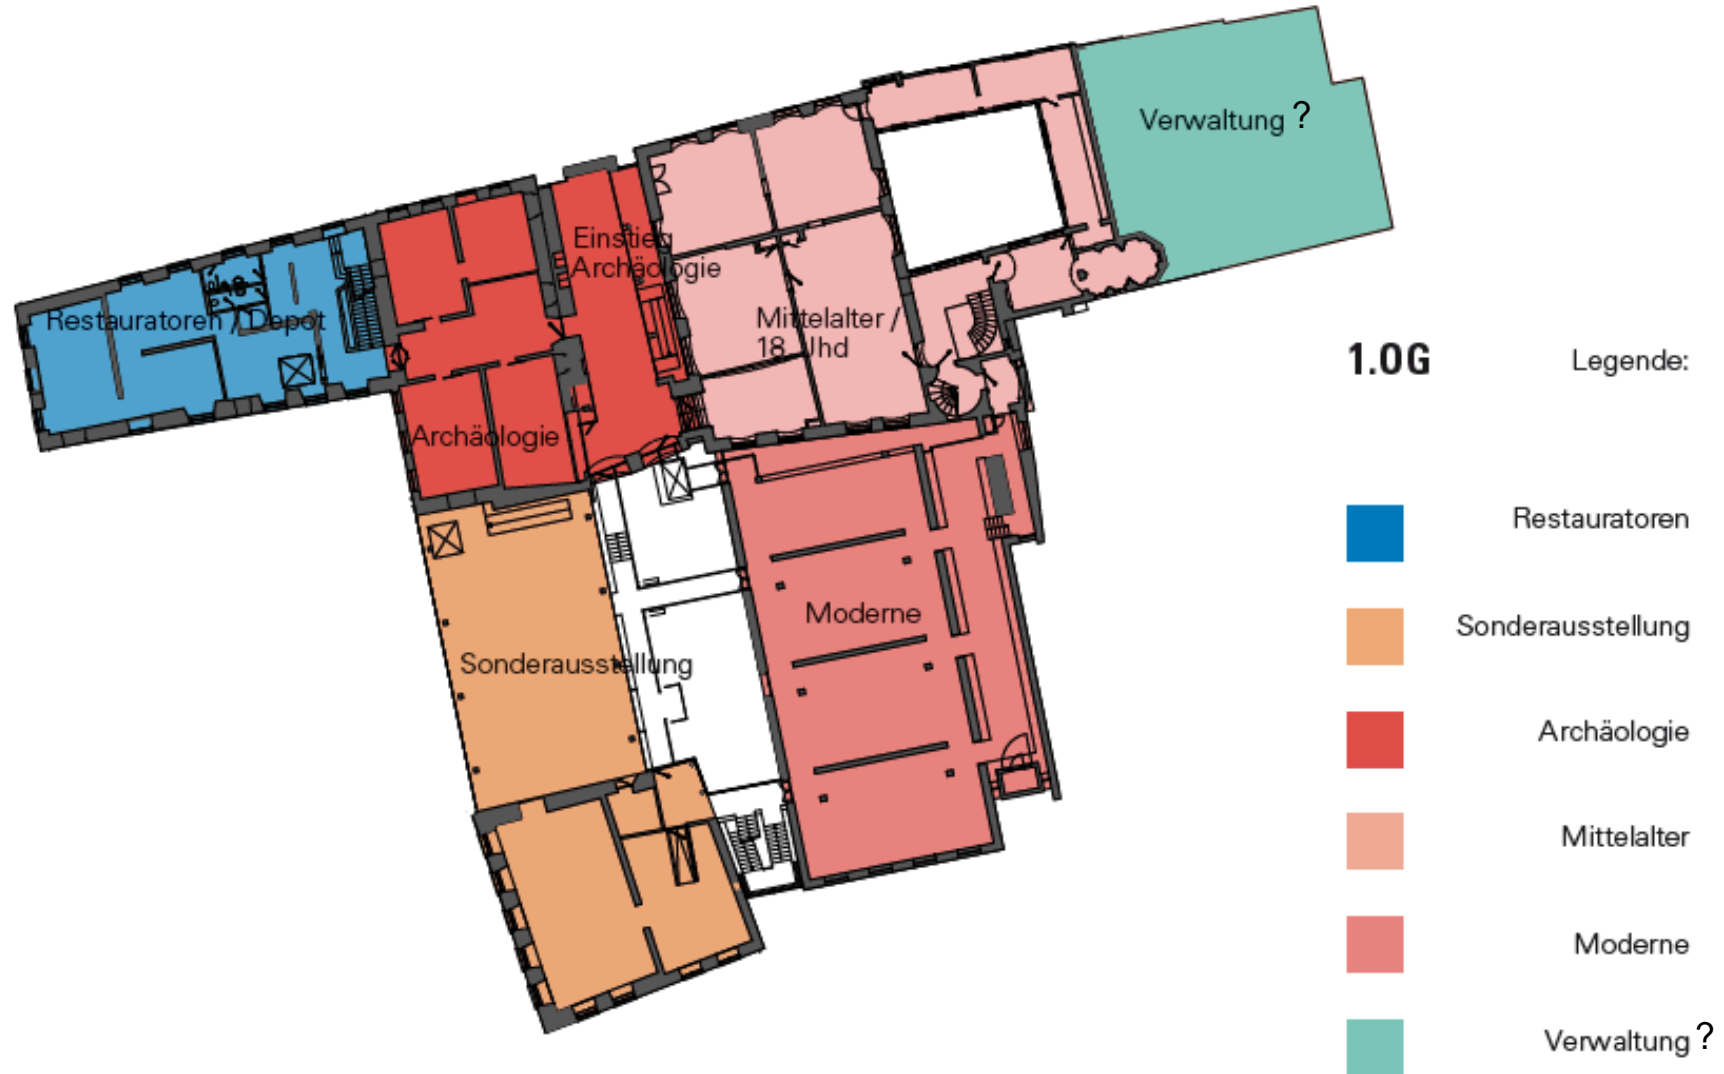 Verwaltung ?
Einstieg
Archäologie
Restauratoren / Depot
Mittelalter /
18. Jhd
Archäologie
Moderne
Sonderausstellung
1.OG
Legende:
Restauratoren
Sonderausstellung
Archäologie
Mittelalter
Moderne
Verwaltung ?